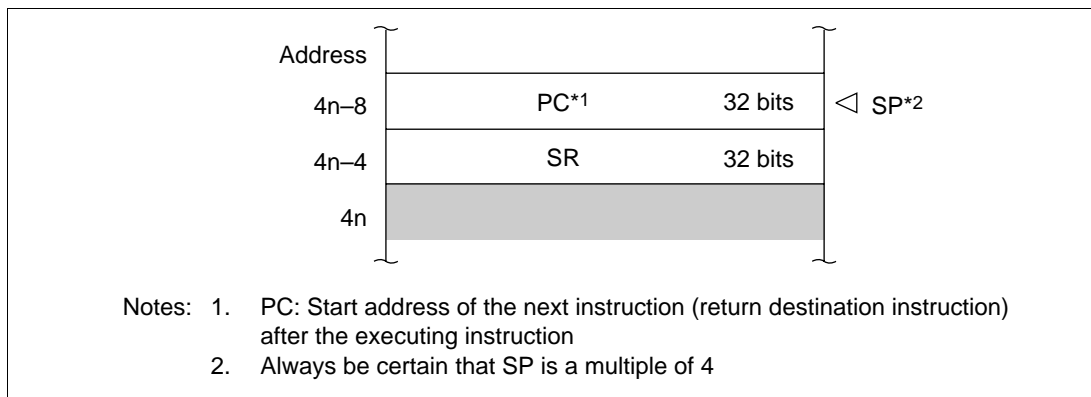 Address
4n–8 PC*1 32 bits ◁ SP*2
4n–4 SR 32 bits
4n
Notes: 1. PC: Start address of the next instruction (return destination instruction)
after the executing instruction
2. Always be certain that SP is a multiple of 4